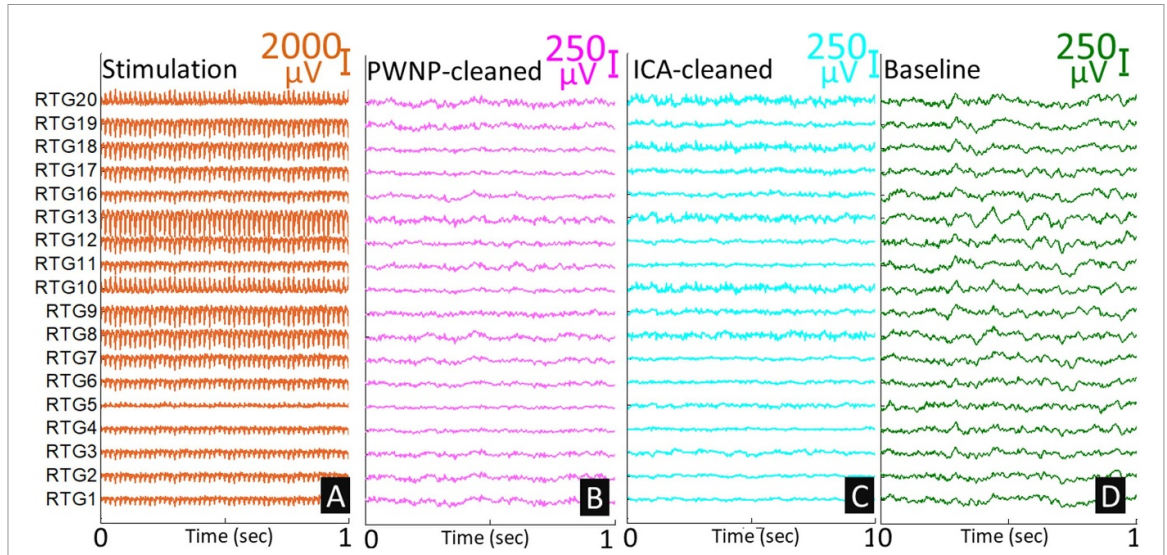 Stimulation 2000 μV
PWNP-cleaned 250 μV
ICA-cleaned 250 μV
Baseline 250 μV
RTG20
RTG19
RTG18
RTG17
RTG16
RTG13
RTG12
RTG11
RTG10
RTG9
RTG8
RTG7
RTG6
RTG5
RTG4
RTG3
RTG2
RTG1
A
B
C
D
0 Time (sec) 1
0 Time (sec) 1
0 Time (sec) 1
0 Time (sec) 1